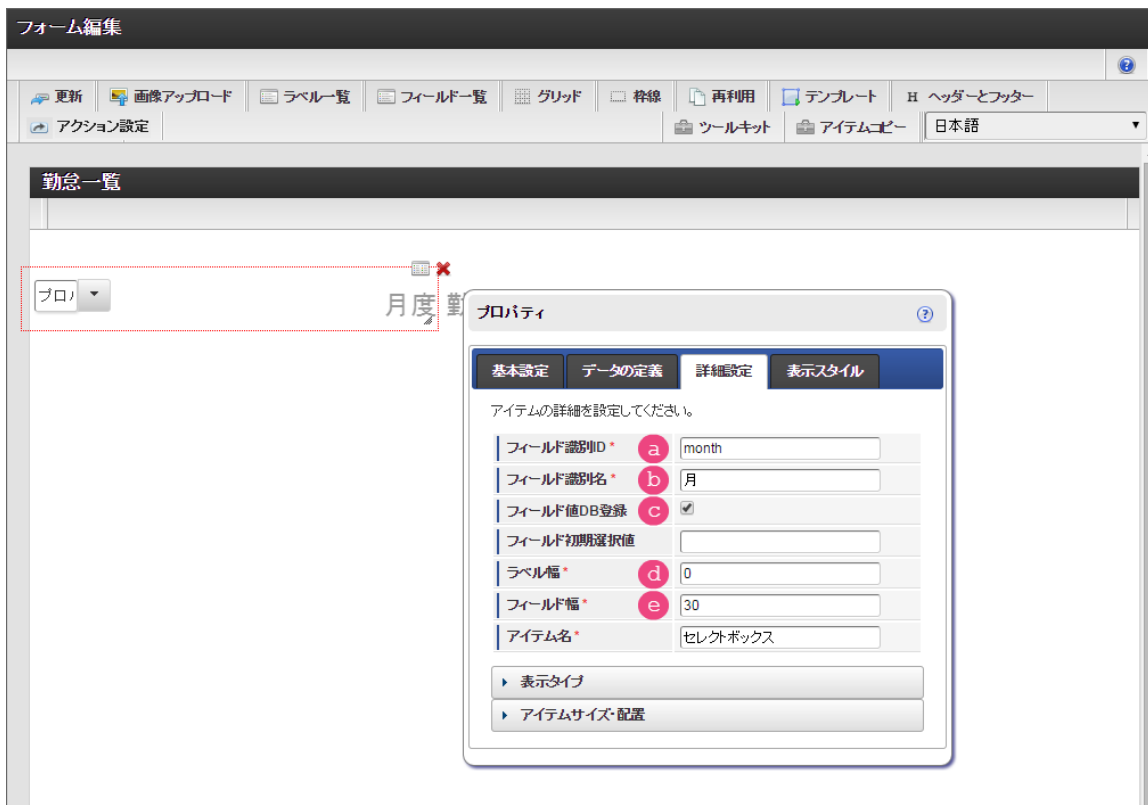 フォーム編集
更新 画像アップロード ラベル一覧 フィールド一覧 グリッド 枠線 再利用 テンプレート H ヘッダーとフッター
アクション設定 ツールキット アイテムコピー 日本語
勤怠一覧
月度 勤
プロパティ
基本設定 データの定義 詳細設定 表示スタイル
アイテムの詳細を設定してください。
フィールド識別ID* a month
フィールド識別名* b 月
フィールド値DB登録 c
フィールド初期選択値
ラベル幅* d 0
フィールド幅* e 30
アイテム名* セレクトボックス
表示タイプ
アイテムサイズ・配置